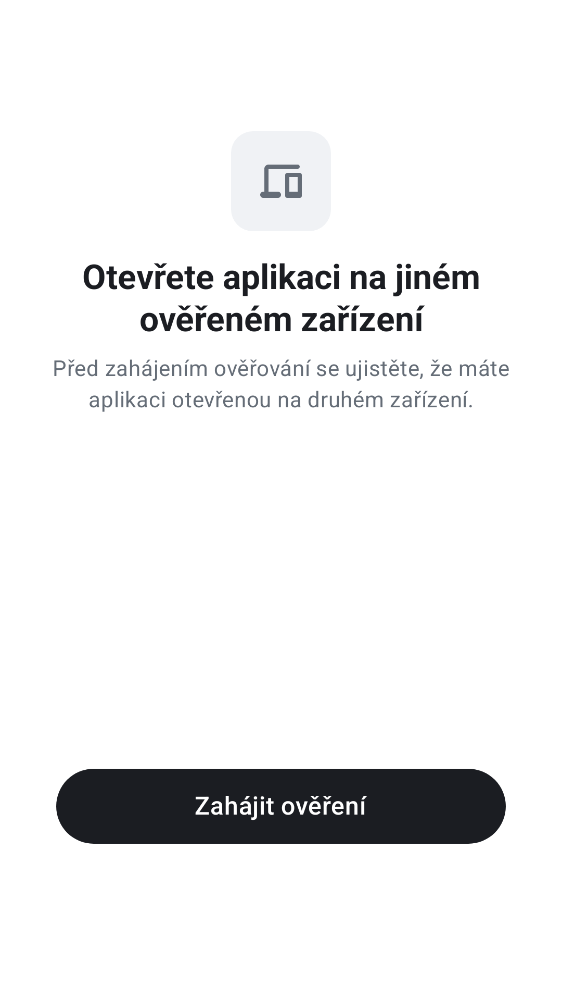 Otevřete aplikaci na jiném
ověřeném zařízení
Před zahájením ověřování se ujistěte, že máte
aplikaci otevřenou na druhém zařízení.
Zahájit ověření